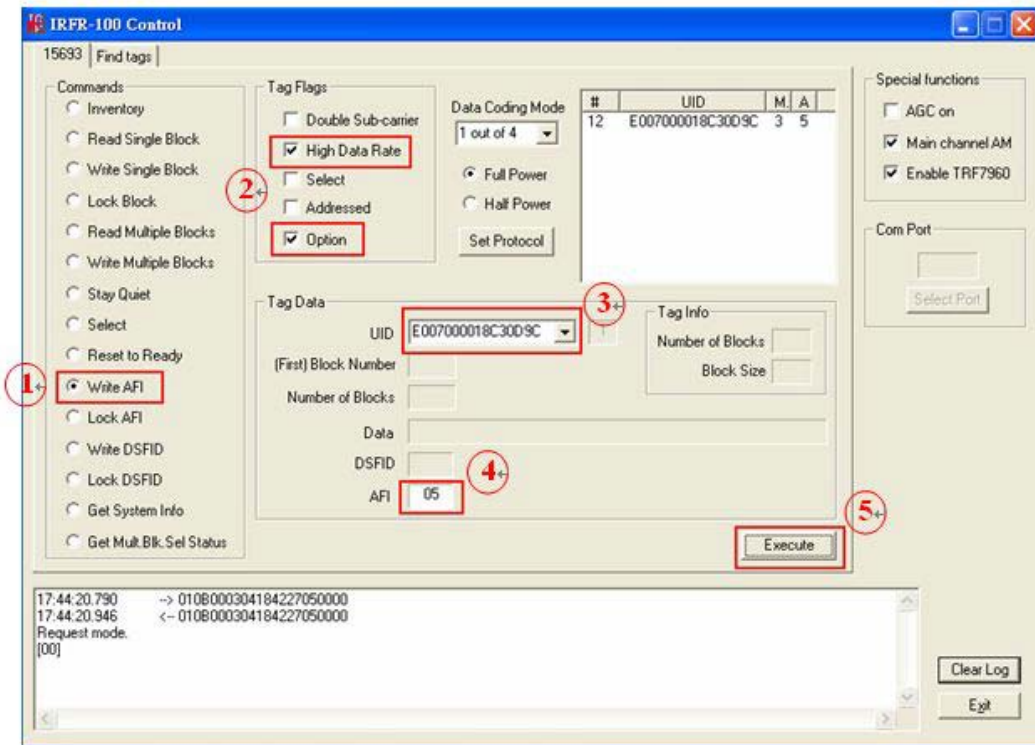 IRFR-100 Control
15693 Find tags
Commands
Inventory
Read Single Block
Write Single Block
Lock Block
Read Multiple Blocks
Write Multiple Blocks
Stay Quiet
Select
Reset to Ready
1
Write AFI
Lock AFI
Write DSFID
Lock DSFID
Get System Info
Get Mult.Blk.Sel Status
Tag Flags
Double Sub-carrier
High Data Rate
2
Select
Addressed
Option
Data Coding Mode
1 out of 4
Full Power
Half Power
Set Protocol
# UID M. A
12 E007000018C30D9C 3 5
Special functions
AGC on
Main channel AM
Enable TRF7960
Com Port
Select Port
Tag Data
3
UID E007000018C30D9C
(First) Block Number
Number of Blocks
Data
DSFID
4
AFI 05
Tag Info
Number of Blocks
Block Size
5
Execute
17:44:20.790 --> 010B000304184227050000
17:44:20.946 <-- 010B000304184227050000
Request mode.
[00]
Clear Log
Exit